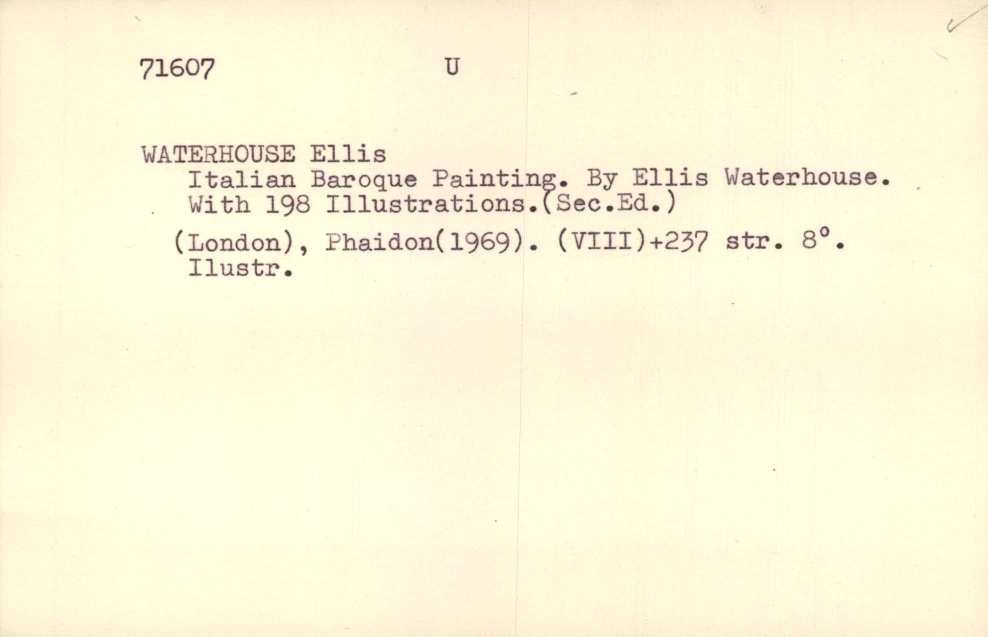 71607 U
WATERHOUSE Ellis
Italian Baroque Painting. By Ellis Waterhouse.
With 198 Illustrations.(Sec.Ed.)
(London), Phaidon(1969). (VIII)+237 str. 8°.
Ilustr.